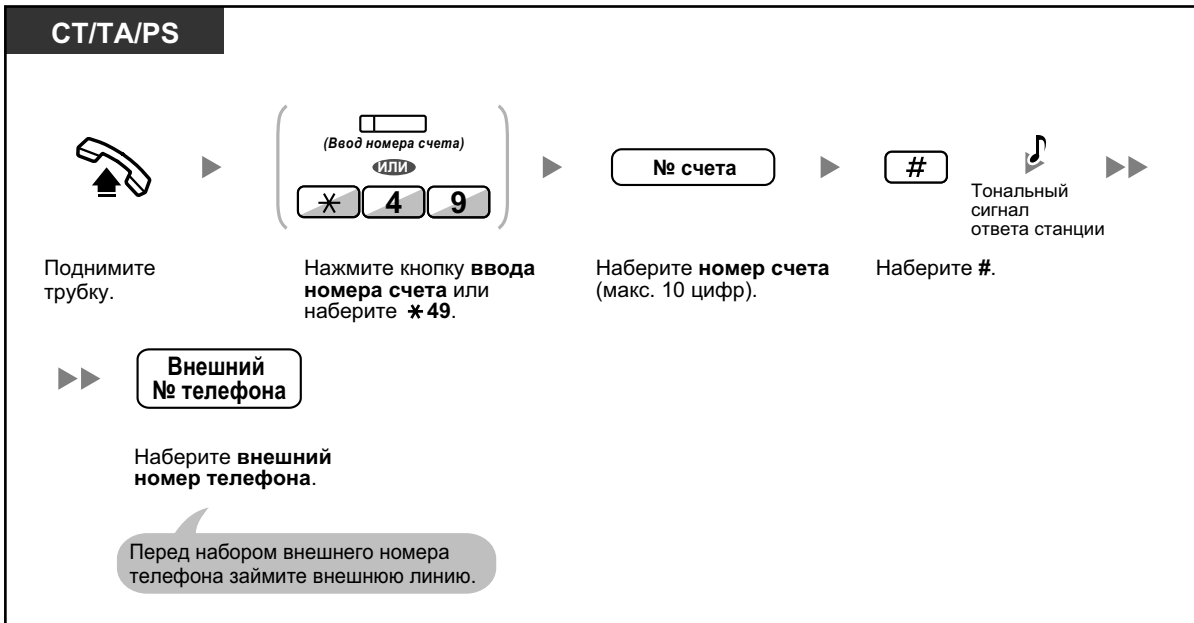 CT/TA/PS
(Ввод номера счета)
ИЛИ
* 4 9
№ счета
#
Тональный
сигнал
ответа станции
Поднимите
трубку.
Нажмите кнопку ввода
номера счета или
наберите *49.
Наберите номер счета
(макс. 10 цифр).
Наберите #.
Внешний
№ телефона
Наберите внешний
номер телефона.
Перед набором внешнего номера
телефона займите внешнюю линию.